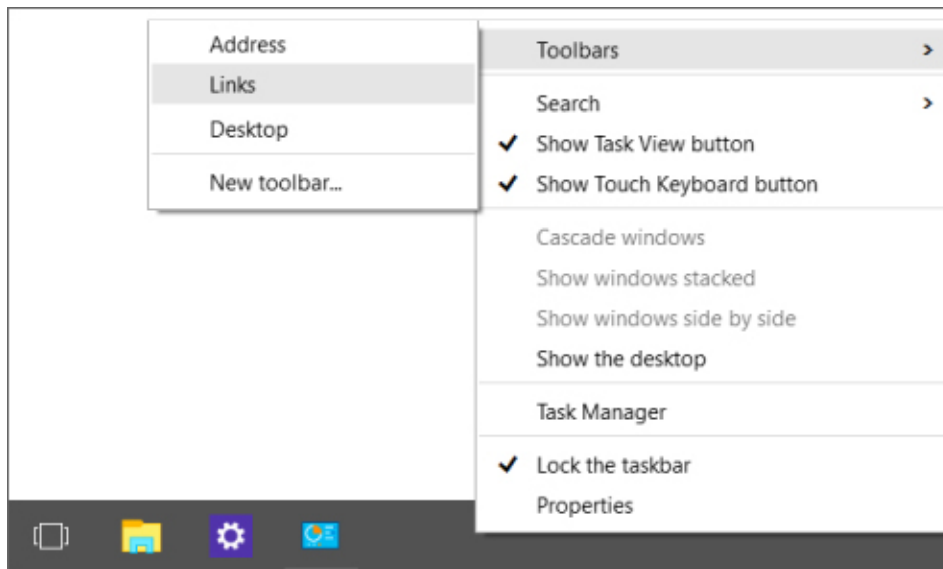 Address
Links
Desktop
New toolbar...
Toolbars
Search
Show Task View button
Show Touch Keyboard button
Cascade windows
Show windows stacked
Show windows side by side
Show the desktop
Task Manager
Lock the taskbar
Properties